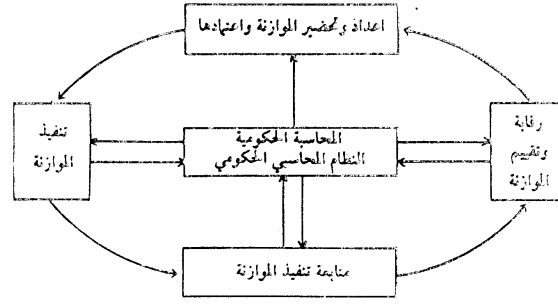 اعداد وتحضير الموازنة واعتمادها
تنفيذ
الموازنة
المحاسبة الحكومية
النظام المحاسبي الحكومي
رقابة
وتقييم
الموازنة
متابعة تنفيذ الموازنة